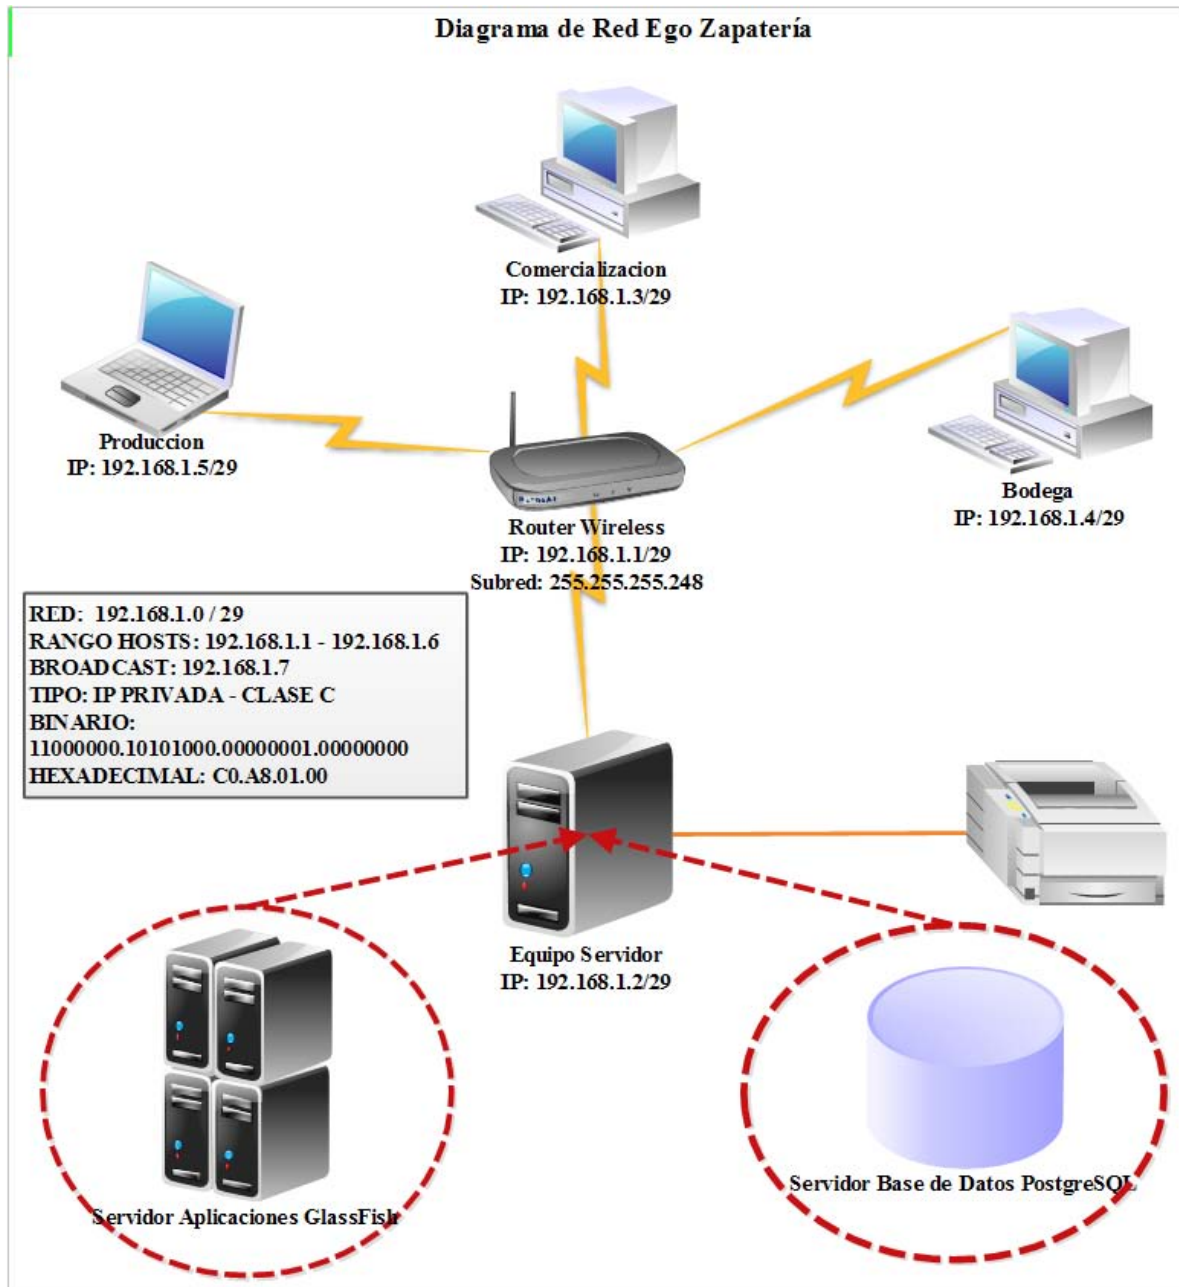 Diagrama de Red Ego Zapatería
Comercializacion
IP: 192.168.1.3/29
Produccion
IP: 192.168.1.5/29
Bodega
IP: 192.168.1.4/29
Router Wireless
IP: 192.168.1.1/29
Subred: 255.255.255.248
RED:  192.168.1.0 / 29
RANGO HOSTS: 192.168.1.1 - 192.168.1.6
BROADCAST: 192.168.1.7
TIPO: IP PRIVADA - CLASE C
BINARIO:
11000000.10101000.00000001.00000000
HEXADECIMAL: C0.A8.01.00
Equipo Servidor
IP: 192.168.1.2/29
Servidor Aplicaciones GlassFish
Servidor Base de Datos PostgreSQL